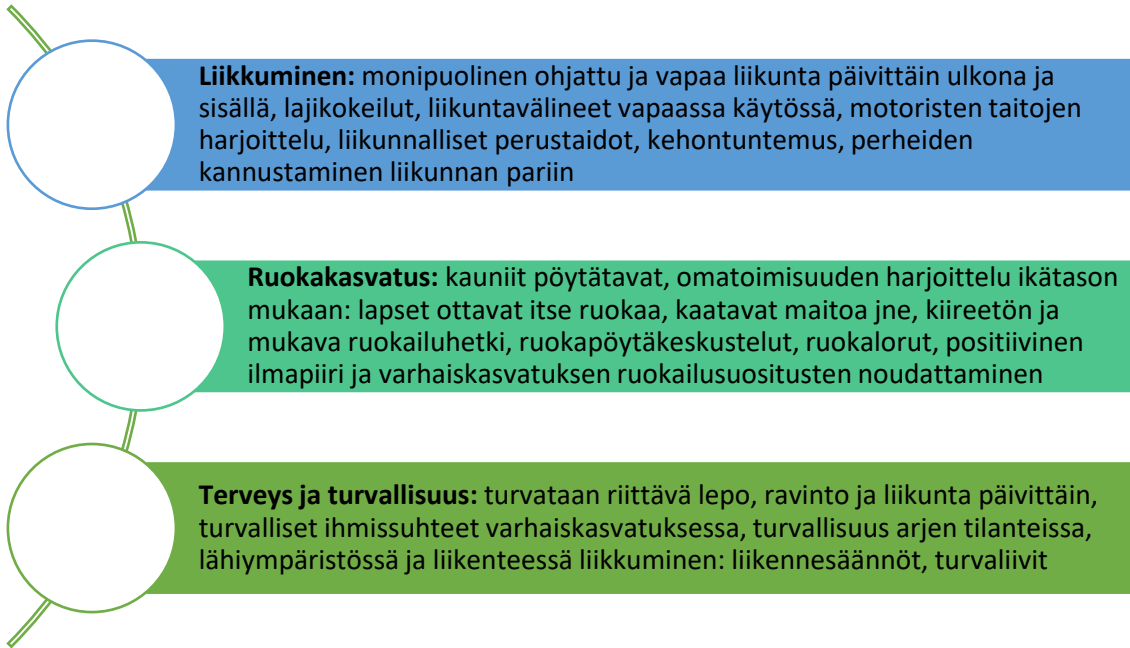 Liikkuminen: monipuolinen ohjattu ja vapaa liikunta päivittäin ulkona ja
sisällä, lajikokeilut, liikuntavälineet vapaassa käytössä, motoristen taitojen
harjoittelu, liikunnalliset perustaidot, kehontuntemus, perheiden
kannustaminen liikunnan pariin
Ruokakasvatus: kauniit pöytätavat, omatoimisuuden harjoittelu ikätason
mukaan: lapset ottavat itse ruokaa, kaatavat maitoa jne, kiireetön ja
mukava ruokailuhetki, ruokapöytäkeskustelut, ruokalorut, positiivinen
ilmapiiri ja varhaiskasvatuksen ruokailusuositusten noudattaminen
Terveys ja turvallisuus: turvataan riittävä lepo, ravinto ja liikunta päivittäin,
turvalliset ihmissuhteet varhaiskasvatuksessa, turvallisuus arjen tilanteissa,
lähiympäristössä ja liikenteessä liikkuminen: liikennesäännöt, turvaliivit